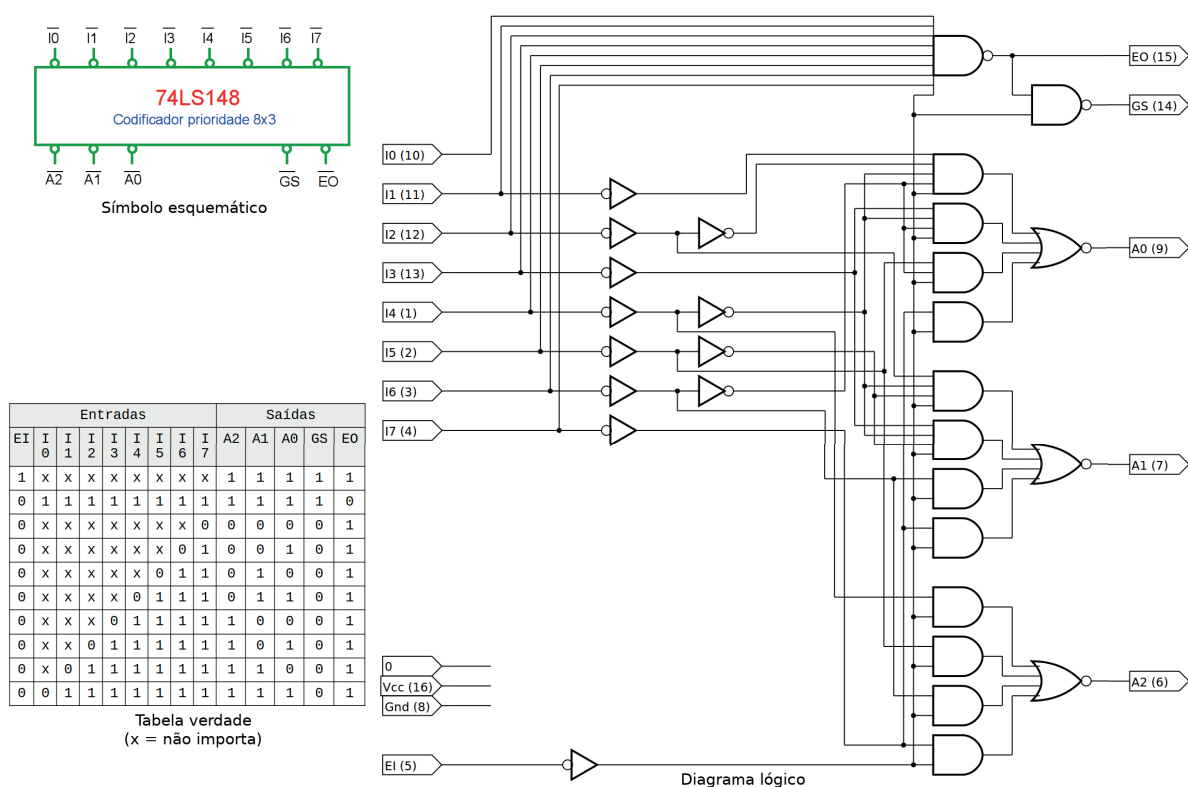 I0 I1 I2 I3 I4 I5 I6 I7
74LS148
Codificador prioridade 8x3
A2 A1 A0 GS EO
Símbolo esquemático
Entradas Saídas
EI I0 I1 I2 I3 I4 I5 I6 I7 A2 A1 A0 GS EO
1 x x x x x x x x 1 1 1 1 1
0 1 1 1 1 1 1 1 1 1 1 1 1 0
0 x x x x x x x 0 0 0 0 0 1
0 x x x x x x 0 1 0 0 1 0 1
0 x x x x x 0 1 1 0 1 0 0 1
0 x x x x 0 1 1 1 0 1 1 0 1
0 x x x 0 1 1 1 1 1 0 0 0 1
0 x x 0 1 1 1 1 1 1 0 1 0 1
0 x 0 1 1 1 1 1 1 1 1 0 0 1
0 0 1 1 1 1 1 1 1 1 1 1 0 1
Tabela verdade
(x = não importa)
I0 (10)
I1 (11)
I2 (12)
I3 (13)
I4 (1)
I5 (2)
I6 (3)
I7 (4)
0
Vcc (16)
Gnd (8)
EI (5)
EO (15)
GS (14)
A0 (9)
A1 (7)
A2 (6)
Diagrama lógico